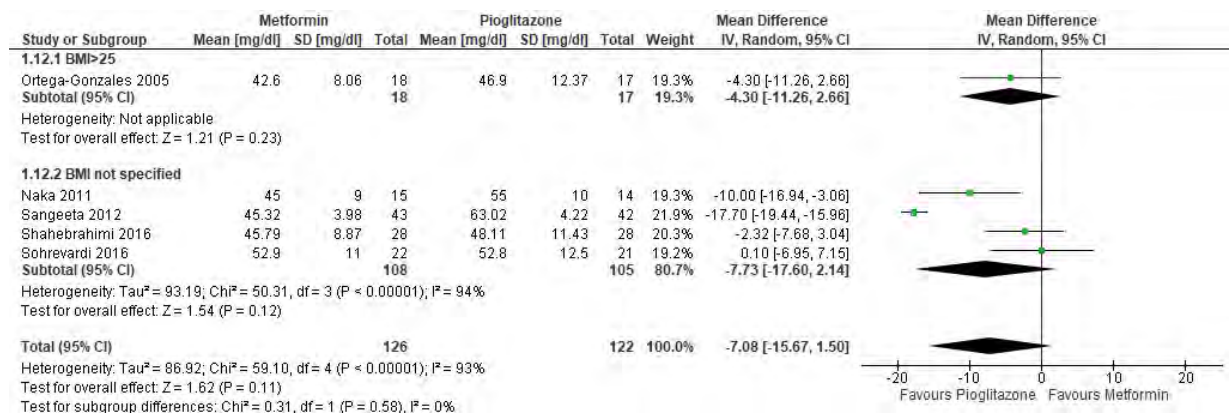 Metformin Pioglitazone Mean Difference Mean Difference
Study or Subgroup Mean [mg/dl] SD [mg/dl] Total Mean [mg/dl] SD [mg/dl] Total Weight IV, Random, 95% CI IV, Random, 95% CI
1.12.1 BMI>25
Ortega-Gonzales 2005 42.6 8.06 18 46.9 12.37 17 19.3% -4.30 [-11.26, 2.66]
Subtotal (95% CI) 18 17 19.3% -4.30 [-11.26, 2.66]
Heterogeneity: Not applicable
Test for overall effect: Z = 1.21 (P = 0.23)
1.12.2 BMI not specified
Naka 2011 45 9 15 55 10 14 19.3% -10.00 [-16.94, -3.06]
Sangeeta 2012 45.32 3.98 43 63.02 4.22 42 21.9% -17.70 [-19.44, -15.96]
Shahebrahimi 2016 45.79 8.87 28 48.11 11.43 28 20.3% -2.32 [-7.68, 3.04]
Sohrevardi 2016 52.9 11 22 52.8 12.5 21 19.2% 0.10 [-6.95, 7.15]
Subtotal (95% CI) 108 105 80.7% -7.73 [-17.60, 2.14]
Heterogeneity: Tau² = 93.19; Chi² = 50.31, df = 3 (P < 0.00001); I² = 94%
Test for overall effect: Z = 1.54 (P = 0.12)
Total (95% CI) 126 122 100.0% -7.08 [-15.67, 1.50]
Heterogeneity: Tau² = 86.92; Chi² = 59.10, df = 4 (P < 0.00001); I² = 93%
Test for overall effect: Z = 1.62 (P = 0.11)
Test for subgroup differences: Chi² = 0.31, df = 1 (P = 0.58), I² = 0%
-20 -10 0 10 20
Favours Pioglitazone Favours Metformin